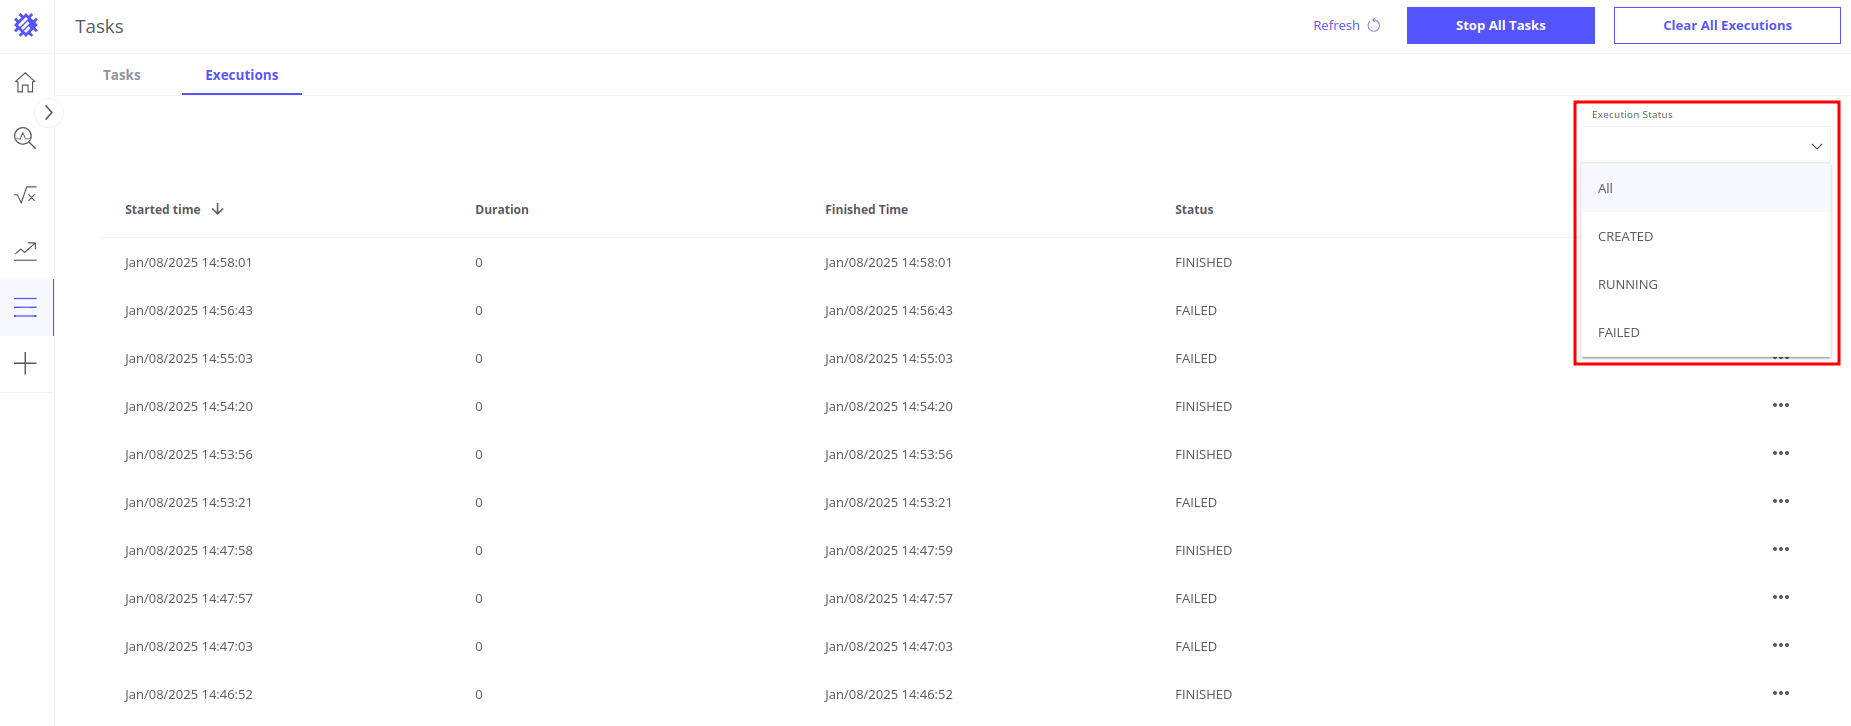 Tasks
Refresh
Stop All Tasks
Clear All Executions
Tasks Executions
Execution Status
All
CREATED
RUNNING
FAILED
Started time Duration Finished Time Status
Jan/08/2025 14:58:01 0 Jan/08/2025 14:58:01 FINISHED
Jan/08/2025 14:56:43 0 Jan/08/2025 14:56:43 FAILED
Jan/08/2025 14:55:03 0 Jan/08/2025 14:55:03 FAILED
Jan/08/2025 14:54:20 0 Jan/08/2025 14:54:20 FINISHED
Jan/08/2025 14:53:56 0 Jan/08/2025 14:53:56 FINISHED
Jan/08/2025 14:53:21 0 Jan/08/2025 14:53:21 FAILED
Jan/08/2025 14:47:58 0 Jan/08/2025 14:47:59 FINISHED
Jan/08/2025 14:47:57 0 Jan/08/2025 14:47:57 FAILED
Jan/08/2025 14:47:03 0 Jan/08/2025 14:47:03 FAILED
Jan/08/2025 14:46:52 0 Jan/08/2025 14:46:52 FINISHED